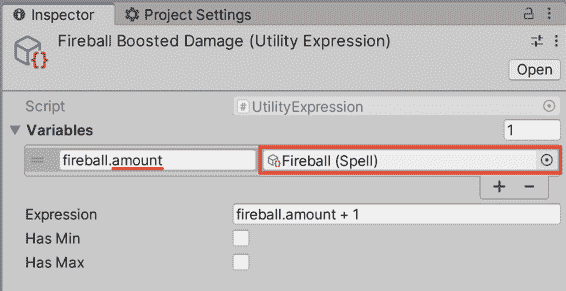 Inspector Project Settings
Fireball Boosted Damage (Utility Expression)
Open
Script UtilityExpression
Variables 1
fireball.amount Fireball (Spell)
Expression fireball.amount + 1
Has Min
Has Max